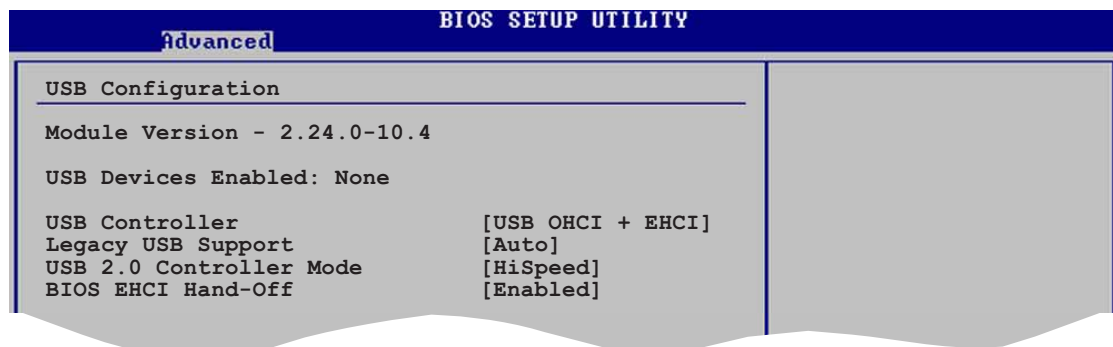 BIOS SETUP UTILITY
Advanced
USB Configuration
Module Version - 2.24.0-10.4
USB Devices Enabled: None
USB Controller [USB OHCI + EHCI]
Legacy USB Support [Auto]
USB 2.0 Controller Mode [HiSpeed]
BIOS EHCI Hand-Off [Enabled]